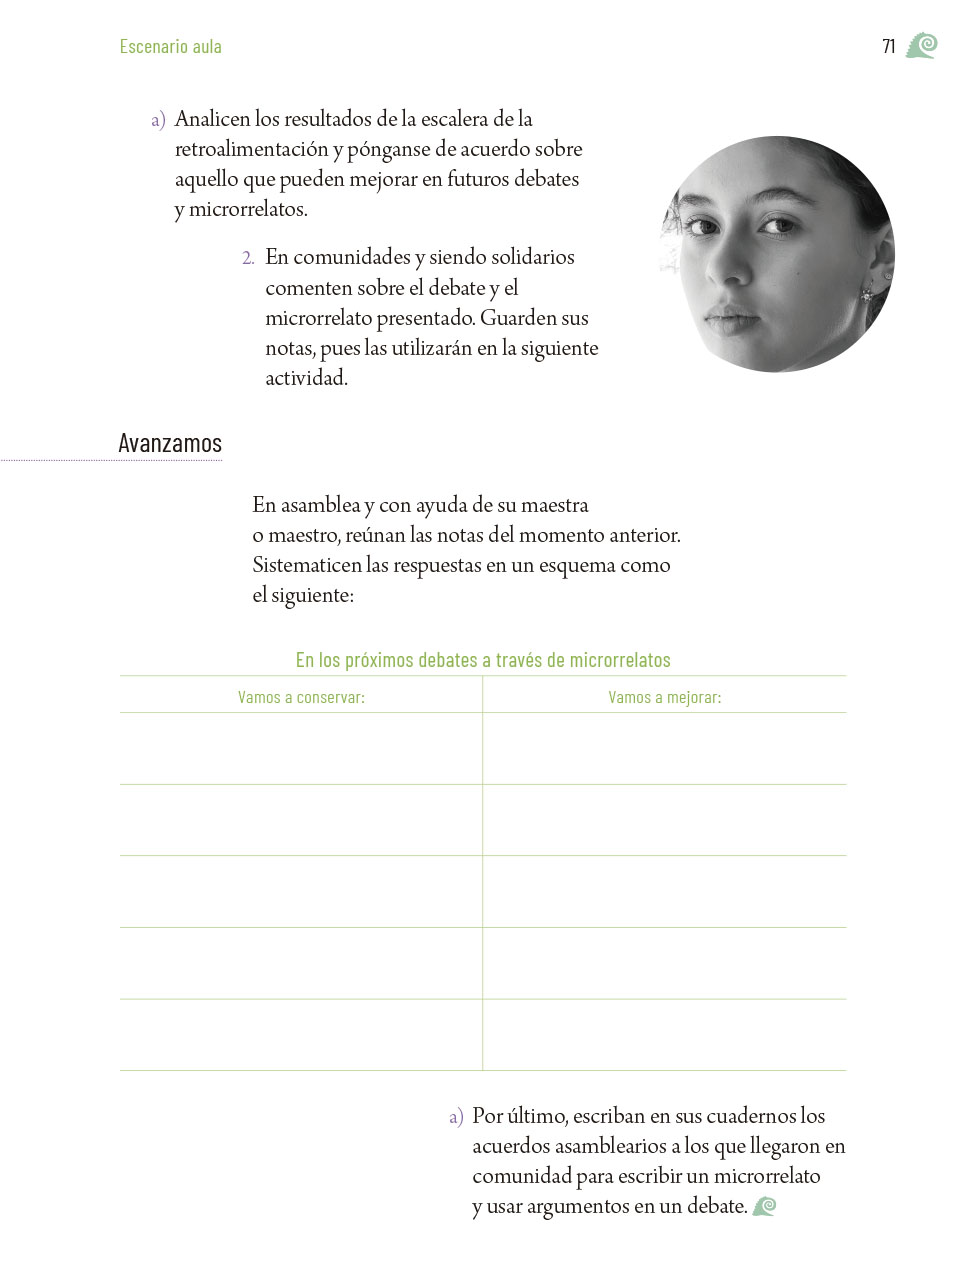 Escenario aula
71
a) Analicen los resultados de la escalera de la
retroalimentación y pónganse de acuerdo sobre
aquello que pueden mejorar en futuros debates
y microrrelatos.
2. En comunidades y siendo solidarios
comenten sobre el debate y el
microrrelato presentado. Guarden sus
notas, pues las utilizarán en la siguiente
actividad.
Avanzamos
En asamblea y con ayuda de su maestra
o maestro, reúnan las notas del momento anterior.
Sistematicen las respuestas en un esquema como
el siguiente:
En los próximos debates a través de microrrelatos
Vamos a conservar:
Vamos a mejorar:
a) Por último, escriban en sus cuadernos los
acuerdos asamblearios a los que llegaron en
comunidad para escribir un microrrelato
y usar argumentos en un debate.